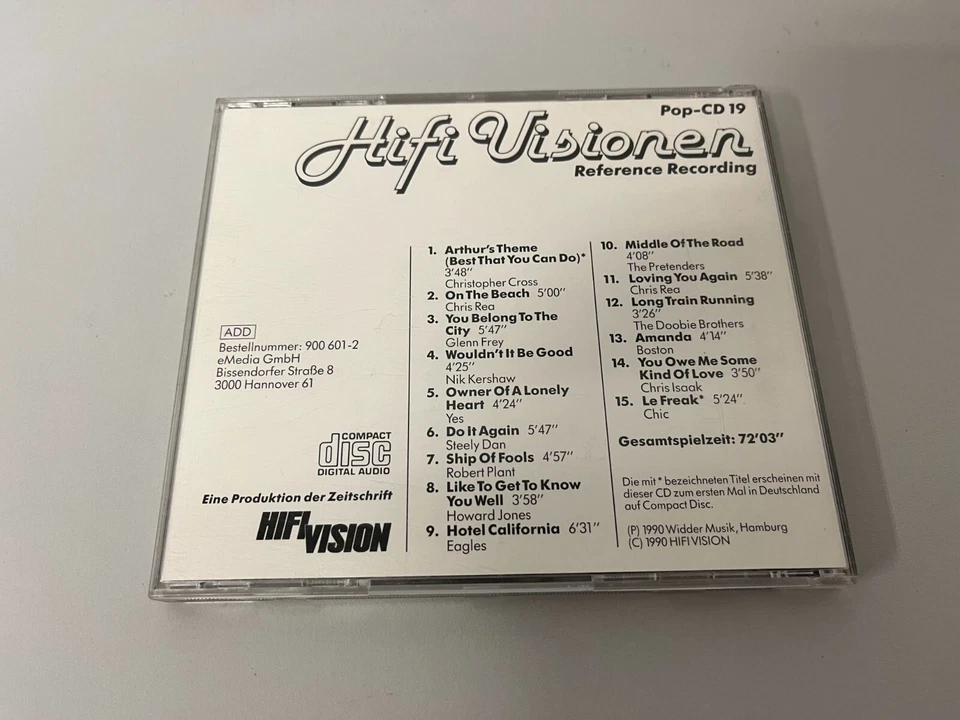 Pop-CD 19
Hifi Visionen
Reference Recording
ADD
Bestellnummer: 900 601-2
eMedia GmbH
Bissendorfer Straße 8
3000 Hannover 61
COMPACT
disc
DIGITAL AUDIO
Eine Produktion der Zeitschrift
HIFI VISION
1. Arthur's Theme
(Best That You Can Do)*
3'48"
Christopher Cross
2. On The Beach 5'00"
Chris Rea
3. You Belong To The
City 5'47"
Glenn Frey
4. Wouldn't It Be Good
4'25"
Nik Kershaw
5. Owner Of A Lonely
Heart 4'24"
Yes
6. Do It Again 5'47"
Steely Dan
7. Ship Of Fools 4'57"
Robert Plant
8. Like To Get To Know
You Well 3'58"
Howard Jones
9. Hotel California 6'31"
Eagles
10. Middle Of The Road
4'08"
The Pretenders
11. Loving You Again 5'38"
Chris Rea
12. Long Train Running
3'26"
The Doobie Brothers
13. Amanda 4'14"
Boston
14. You Owe Me Some
Kind Of Love 3'50"
Chris Isaak
15. Le Freak* 5'24"
Chic
Gesamtspielzeit: 72'03"
Die mit * bezeichneten Titel erscheinen mit
dieser CD zum ersten Mal in Deutschland
auf Compact Disc.
(P) 1990 Widder Musik, Hamburg
(C) 1990 HIFI VISION